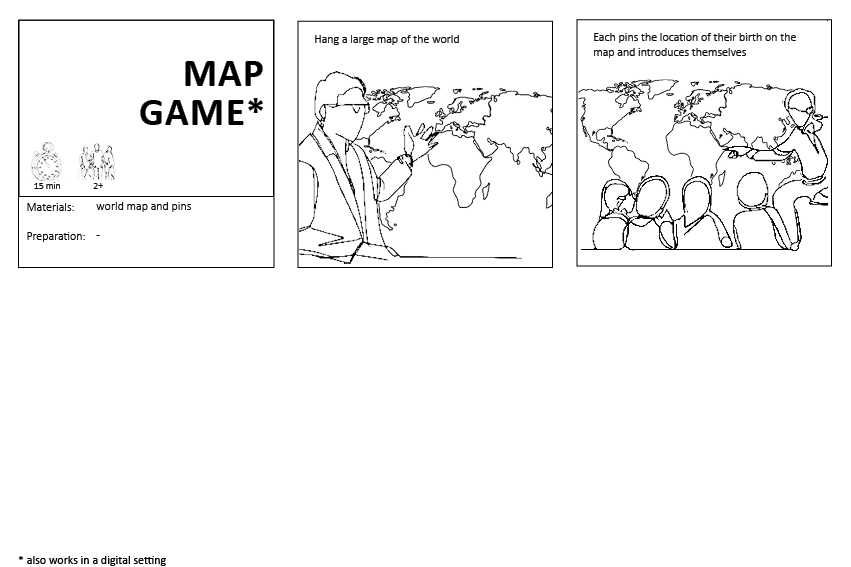 MAP
GAME*
15 min
2+
Materials: world map and pins
Preparation: -
Hang a large map of the world
Each pins the location of their birth on the
map and introduces themselves
* also works in a digital setting